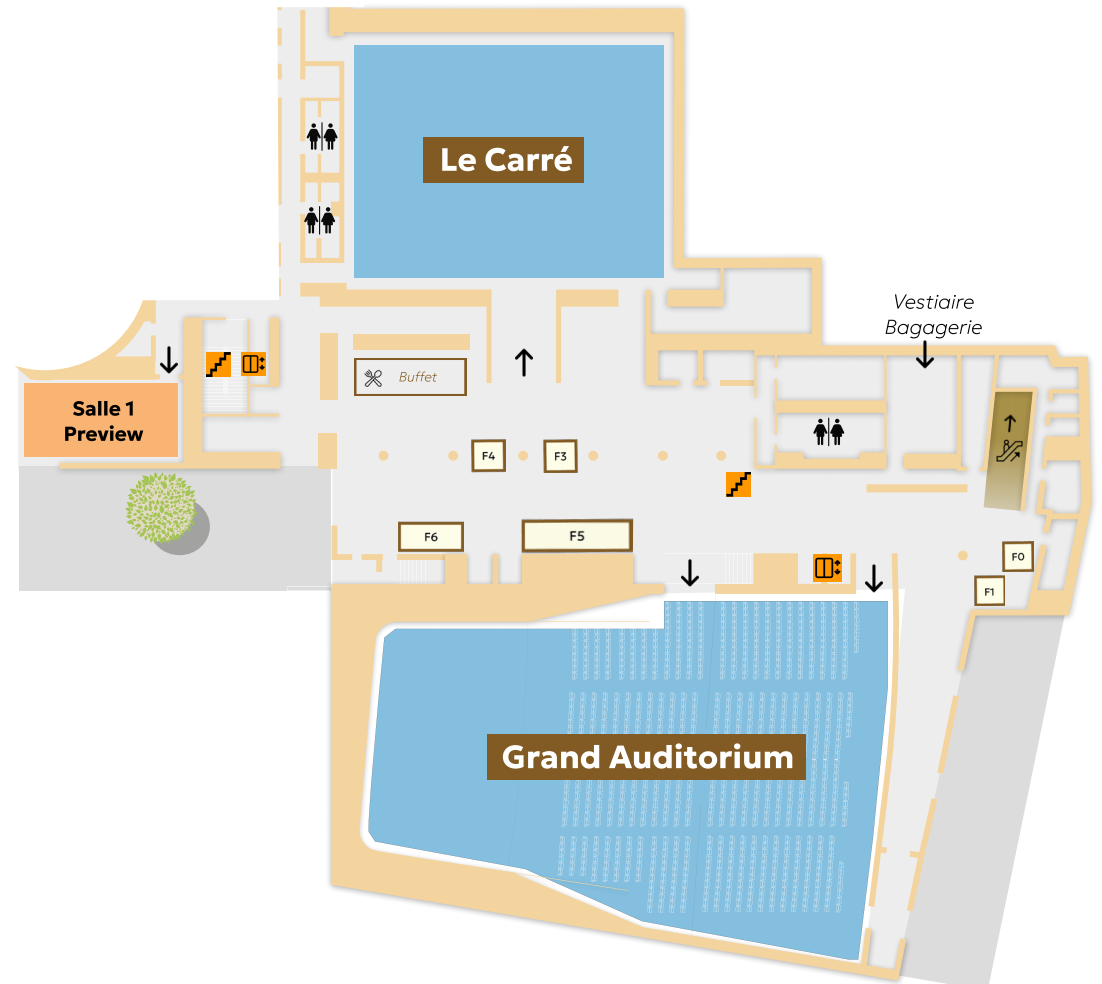 Le Carré
Vestiaire
Bagagerie
Buffet
Salle 1
Preview
F4
F3
F6
F5
F0
F1
Grand Auditorium